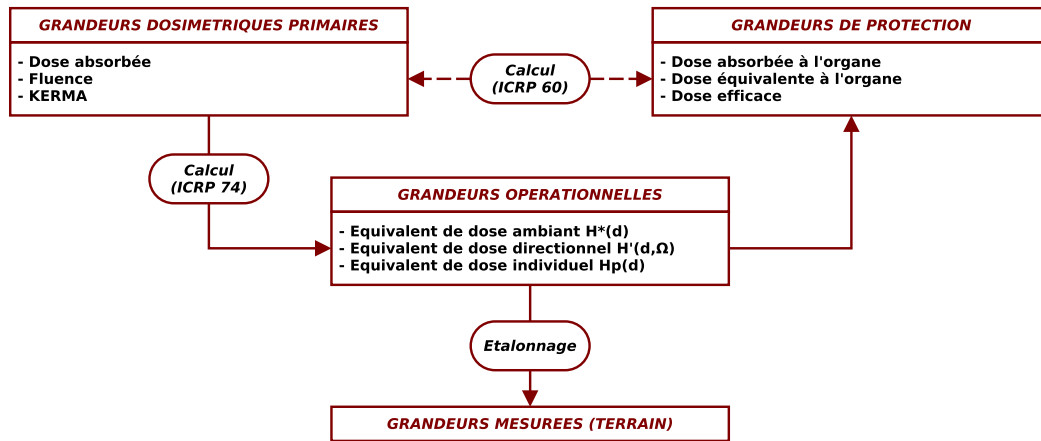 GRANDEURS DOSIMETRIQUES PRIMAIRES
- Dose absorbée
- Fluence
- KERMA
Calcul
(ICRP 60)
GRANDEURS DE PROTECTION
- Dose absorbée à l'organe
- Dose équivalente à l'organe
- Dose efficace
Calcul
(ICRP 74)
GRANDEURS OPERATIONNELLES
- Equivalent de dose ambiant H*(d)
- Equivalent de dose directionnel H'(d,Ω)
- Equivalent de dose individuel Hp(d)
Etalonnage
GRANDEURS MESUREES (TERRAIN)